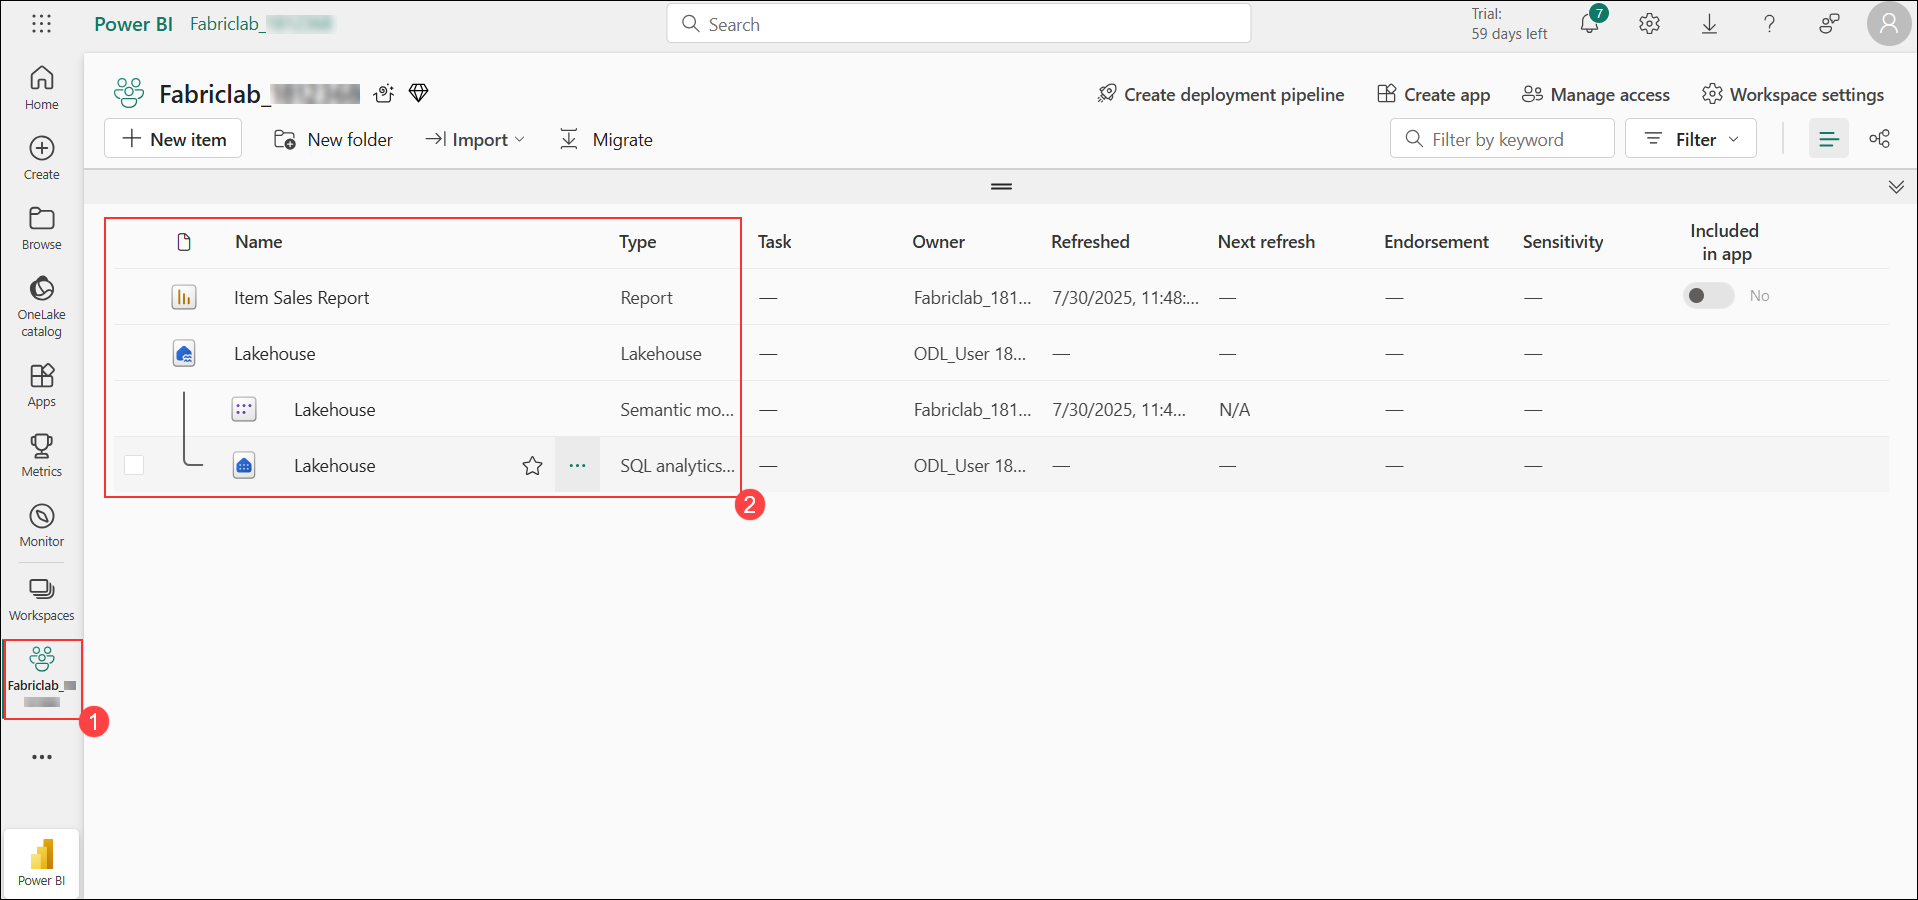 Power BI Fabriclab_
Search
Trial:
59 days left
7
Fabriclab_
Create deployment pipeline
Create app
Manage access
Workspace settings
New item
New folder
Import
Migrate
Filter by keyword
Filter
Home
Create
Browse
OneLake
catalog
Apps
Metrics
Monitor
Workspaces
Fabriclab_
1
Power BI
Name Type Task Owner Refreshed Next refresh Endorsement Sensitivity Included
in app
Item Sales Report Report — Fabriclab_181... 7/30/2025, 11:48:... — — — No
Lakehouse Lakehouse — ODL_User 18... — — — —
Lakehouse Semantic mo... — Fabriclab_181... 7/30/2025, 11:4... N/A — —
Lakehouse SQL analytics... — ODL_User 18... — — — —
2